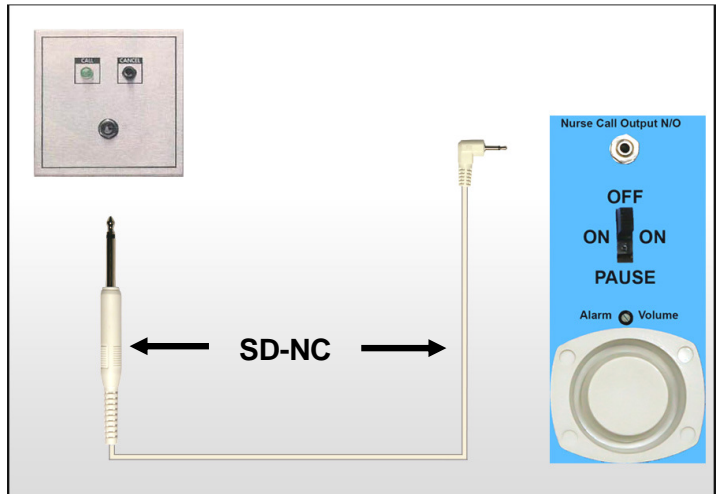 CALL CANCEL
Nurse Call Output N/O
OFF
ON ON
PAUSE
Alarm Volume
SD-NC